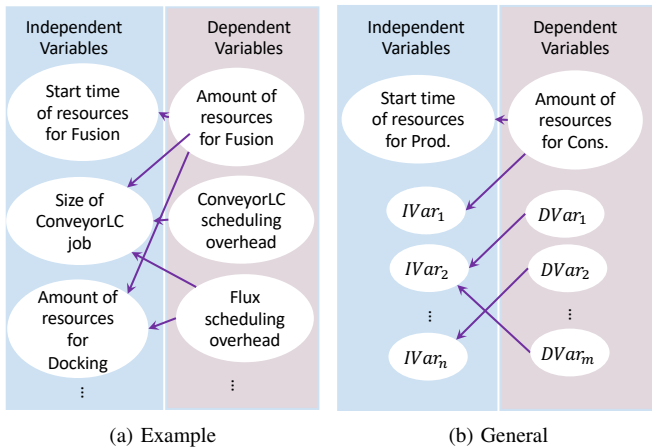 Independent
Variables
Dependent
Variables
Start time
of resources
for Fusion
Amount of
resources
for Fusion
Size of
ConveyorLC
job
ConveyorLC
scheduling
overhead
Amount of
resources
for
Docking
Flux
scheduling
overhead
...
...
(a) Example
Independent
Variables
Dependent
Variables
Start time
of resources
for Prod.
Amount of
resources
for Cons.
IVar₁
DVar₁
IVar₂
DVar₂
⋮
⋮
IVarₙ
DVarₘ
(b) General